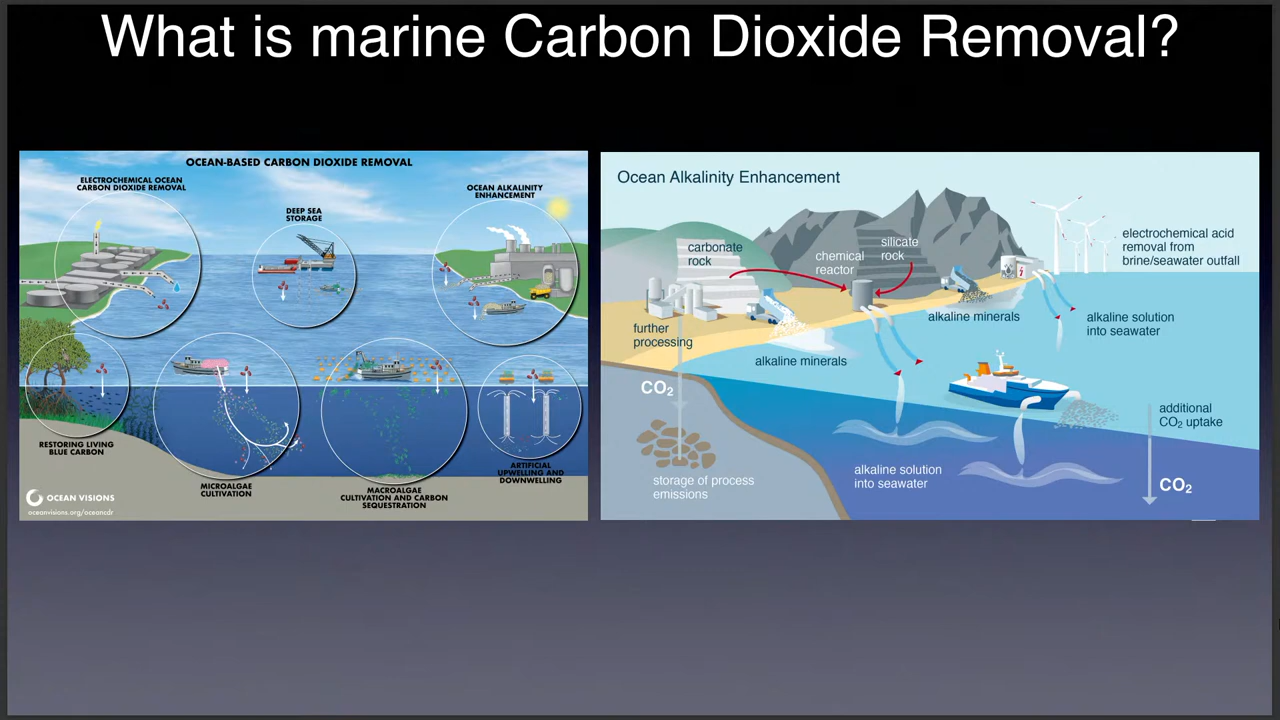 What is marine Carbon Dioxide Removal?
OCEAN-BASED CARBON DIOXIDE REMOVAL
ELECTROCHEMICAL OCEAN
CARBON DIOXIDE REMOVAL
DEEP SEA
STORAGE
OCEAN ALKALINITY
ENHANCEMENT
RESTORING LIVING
BLUE CARBON
MICROALGAE
CULTIVATION
MACROALGAE
CULTIVATION AND CARBON
SEQUESTRATION
ARTIFICIAL
UPWELLING AND
DOWNWELLING
OCEAN VISIONS
oceanvisions.org/oceancdr
Ocean Alkalinity Enhancement
carbonate
rock
chemical
reactor
silicate
rock
electrochemical acid
removal from
brine/seawater outfall
further
processing
alkaline minerals
alkaline minerals
alkaline solution
into seawater
CO₂
storage of process
emissions
alkaline solution
into seawater
additional
CO₂ uptake
CO₂